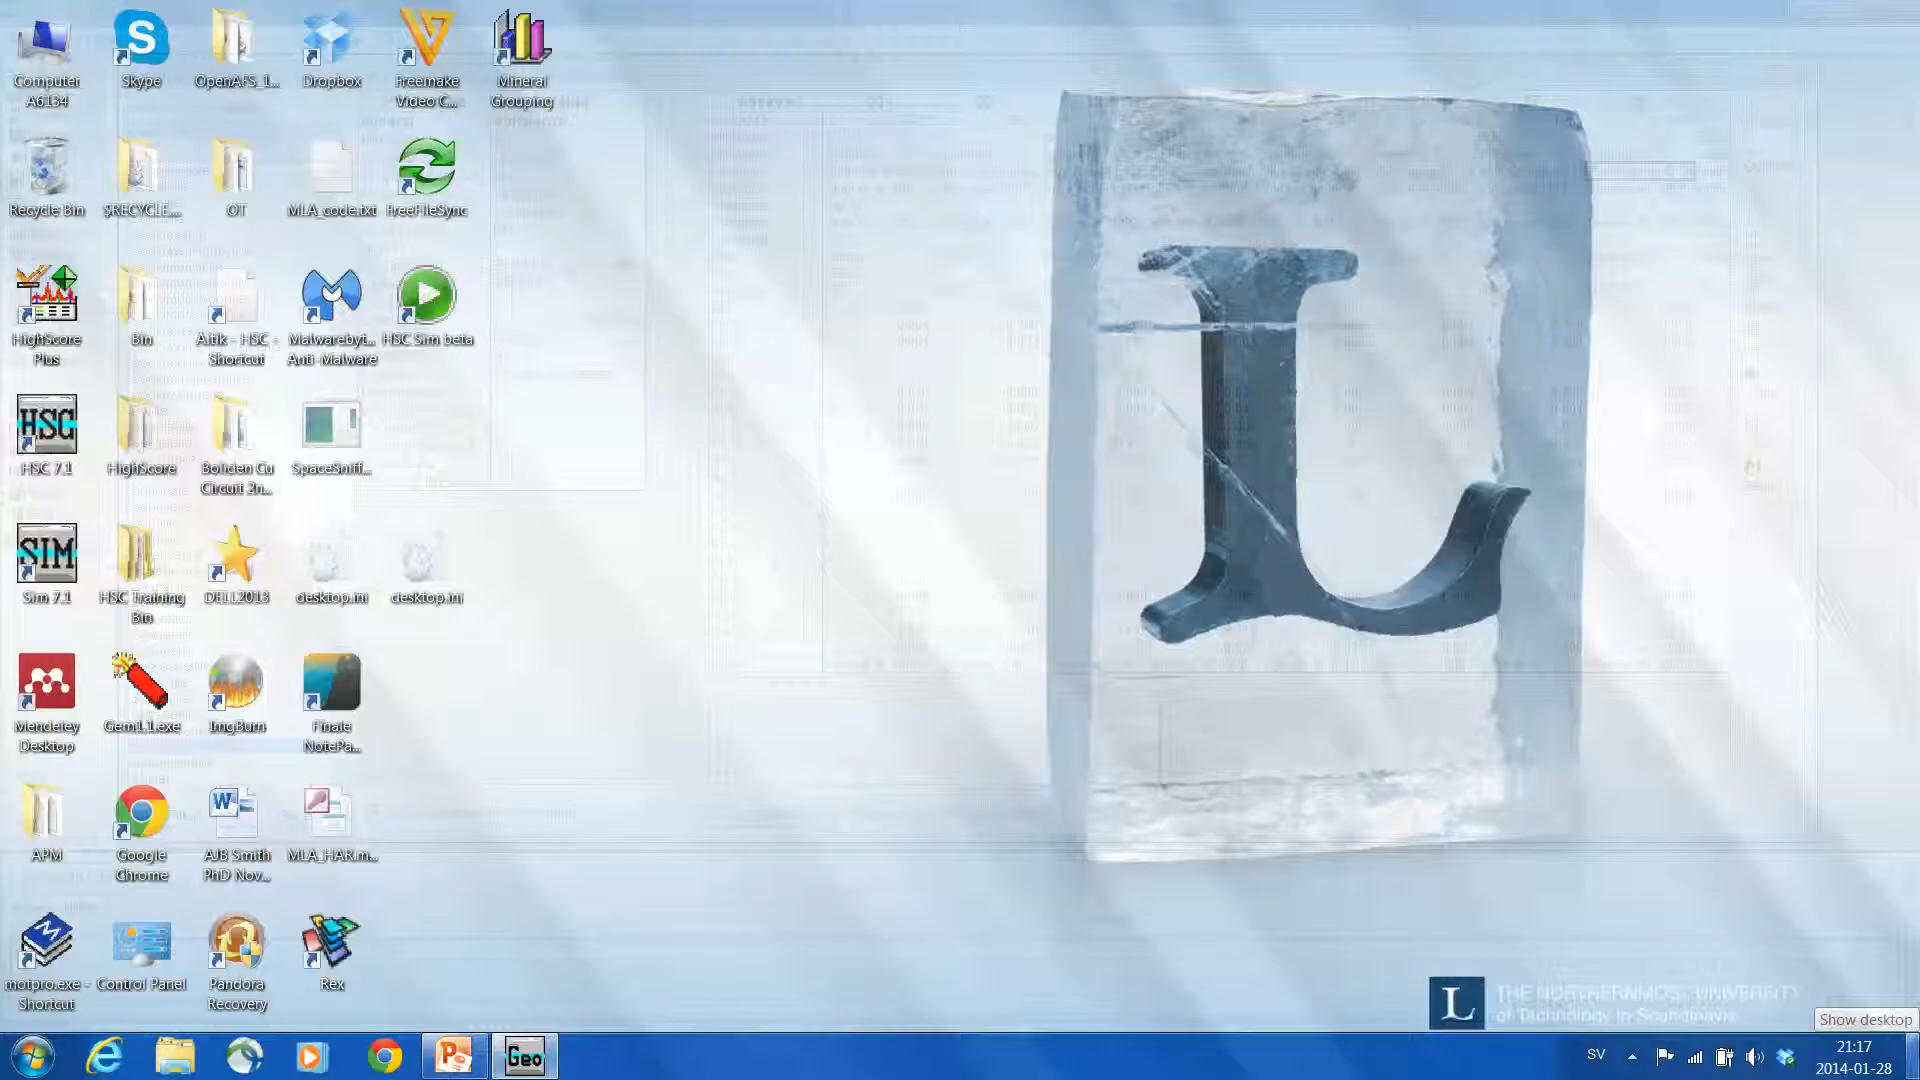 Computer
A6134
Skype
OpenAFS_1...
Dropbox
Freemake
Video C...
Mineral
Grouping
Recycle Bin
$RECYCLE....
OT
MLA_code.txt
FreeFileSync
HighScore
Plus
Bin
Aitik - HSC -
Shortcut
Malwarebyt...
Anti-Malware
HSC Sim beta
HSC
HSC 7.1
HighScore
Boliden Cu
Circuit 2n...
SpaceSniff...
SIM
Sim 7.1
HSC Training
Bin
DELL2013
desktop.ini
desktop.ini
Mendeley
Desktop
Gem1.1.exe
ImgBurn
Finale
NotePa...
APM
Google
Chrome
AJB Smith
PhD Nov...
MLA_HAR.m...
motpro.exe -
Shortcut
Control Panel
Pandora
Recovery
Rex
L
L
THE NORTHERNMOST UNIVERSITY
of Technology in Scandinavia
Show desktop
Geo
SV
21:17
2014-01-28